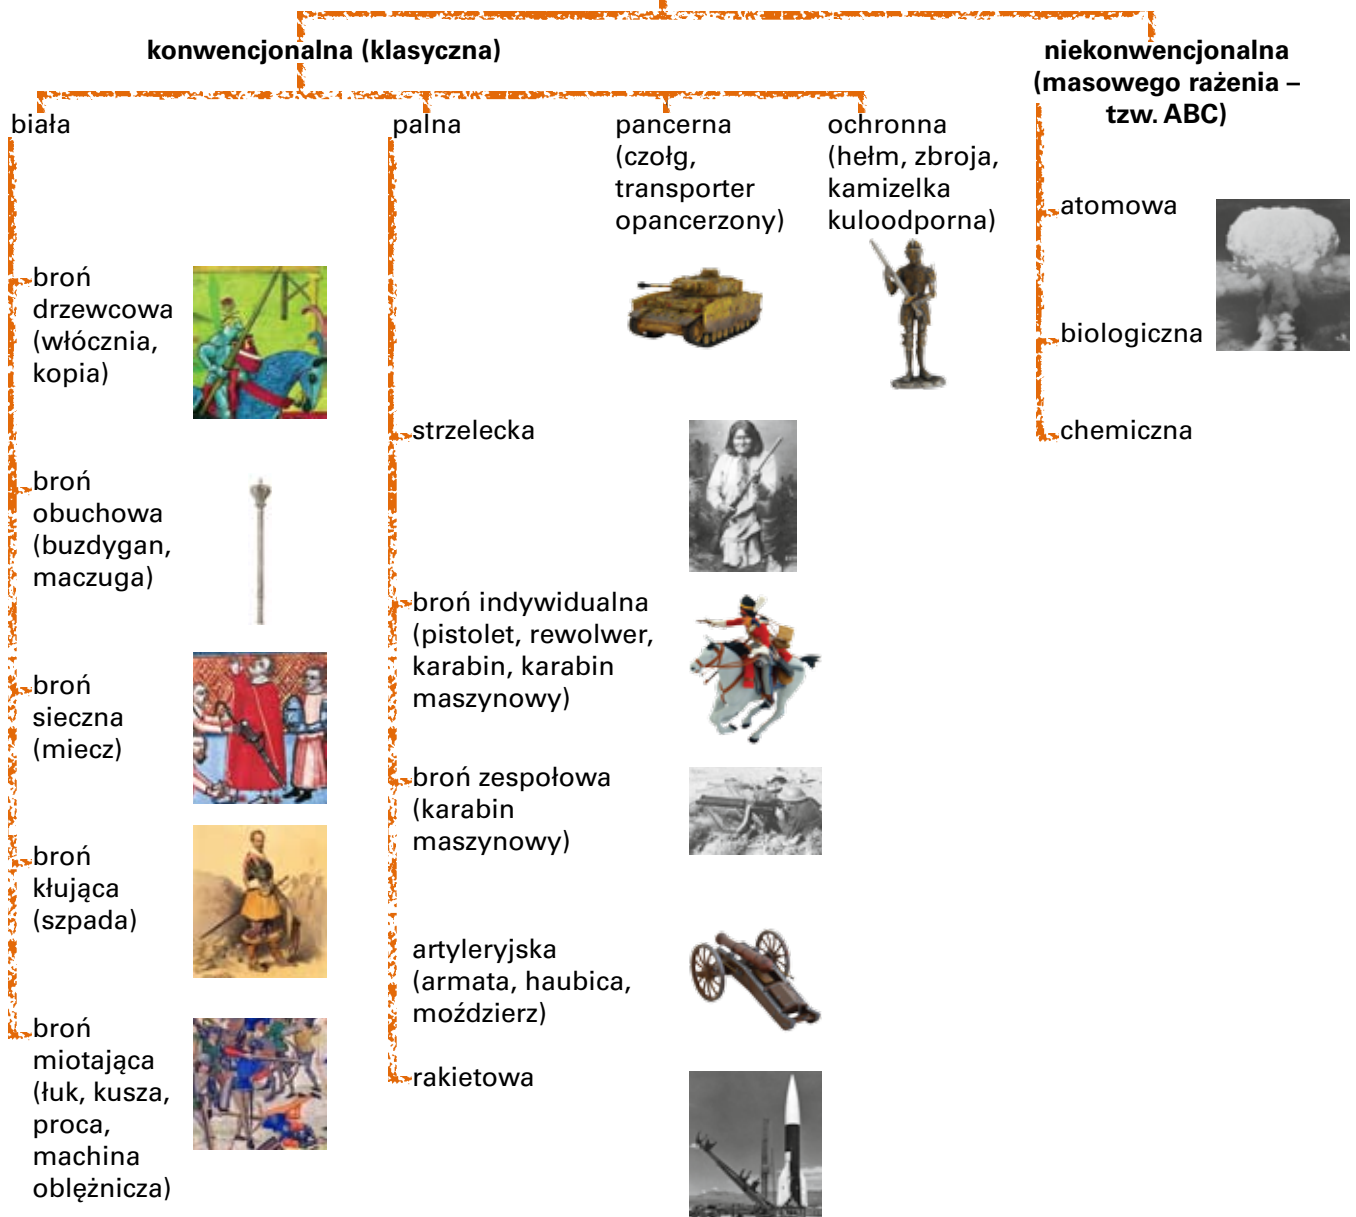 konwencjonalna (klasyczna)
niekonwencjonalna
(masowego rażenia –
tzw. ABC)
biała
broń
drzewcowa
(włócznia,
kopia)
broń
obuchowa
(buzdygan,
maczuga)
broń
sieczna
(miecz)
broń
kłująca
(szpada)
broń
miotająca
(łuk, kusza,
proca,
machina
oblężnicza)
palna
strzelecka
broń indywidualna
(pistolet, rewolwer,
karabin, karabin
maszynowy)
broń zespołowa
(karabin
maszynowy)
artyleryjska
(armata, haubica,
moździerz)
rakietowa
pancerna
(czołg,
transporter
opancerzony)
ochronna
(hełm, zbroja,
kamizelka
kuloodporna)
atomowa
biologiczna
chemiczna